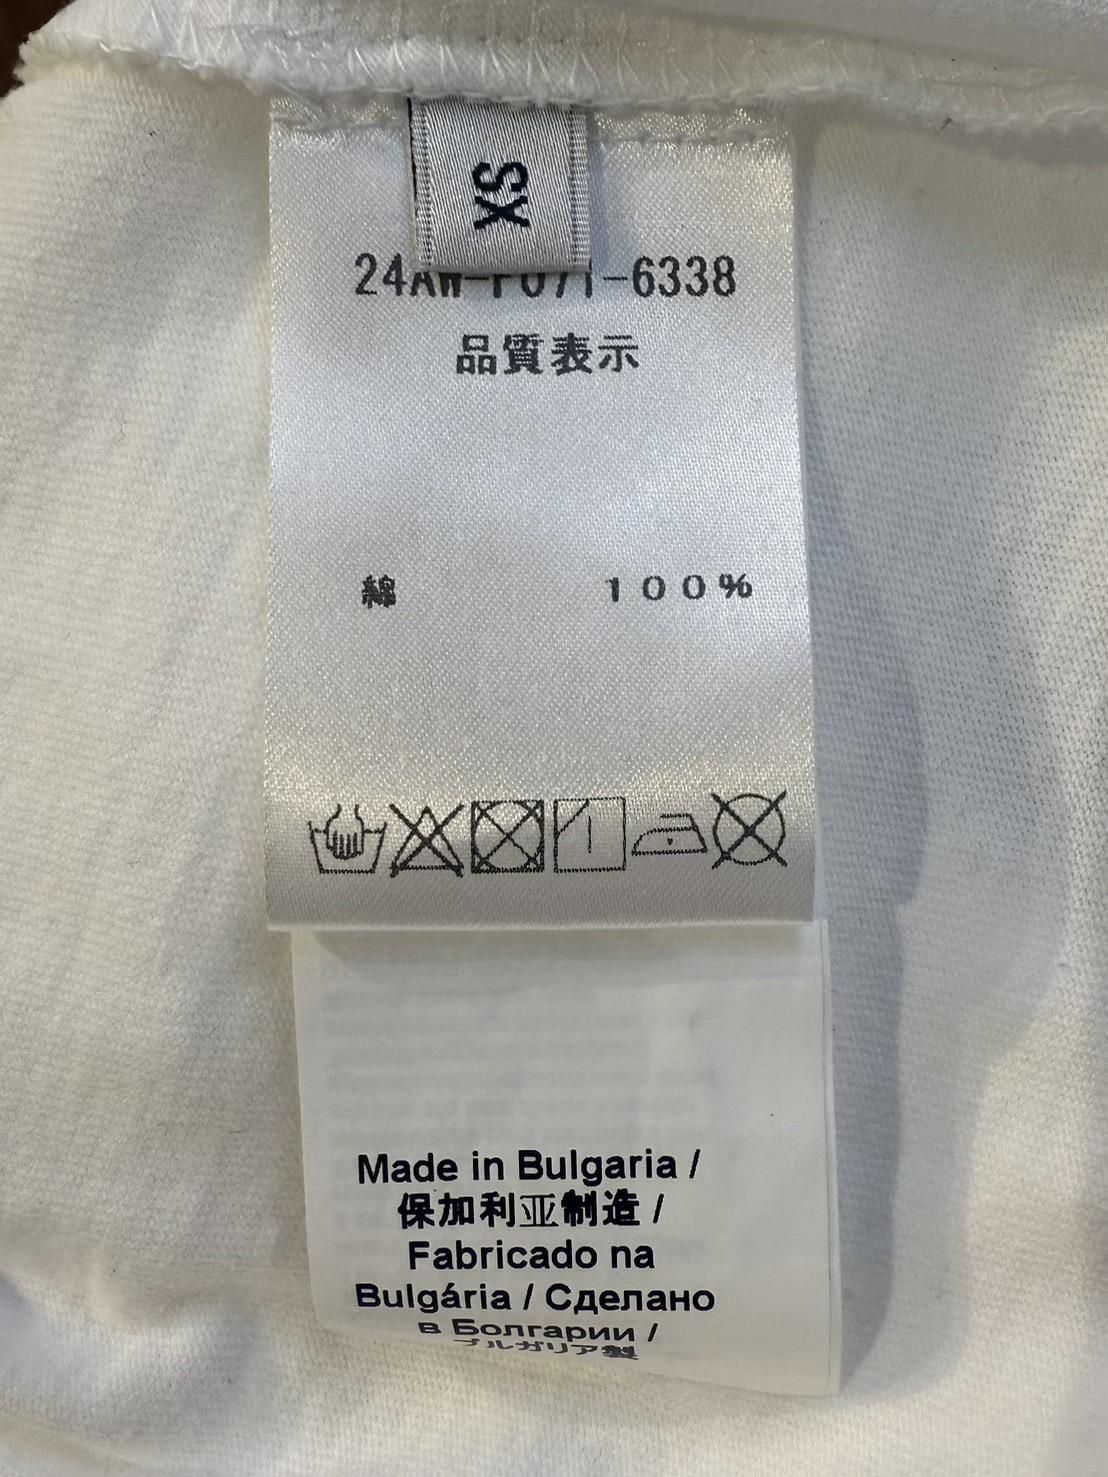 XS
24AW-P071-6338
品質表示
綿 100%
Made in Bulgaria /
保加利亚制造 /
Fabricado na
Bulgária / Сделано
в Болгарии /
ブルガリア製